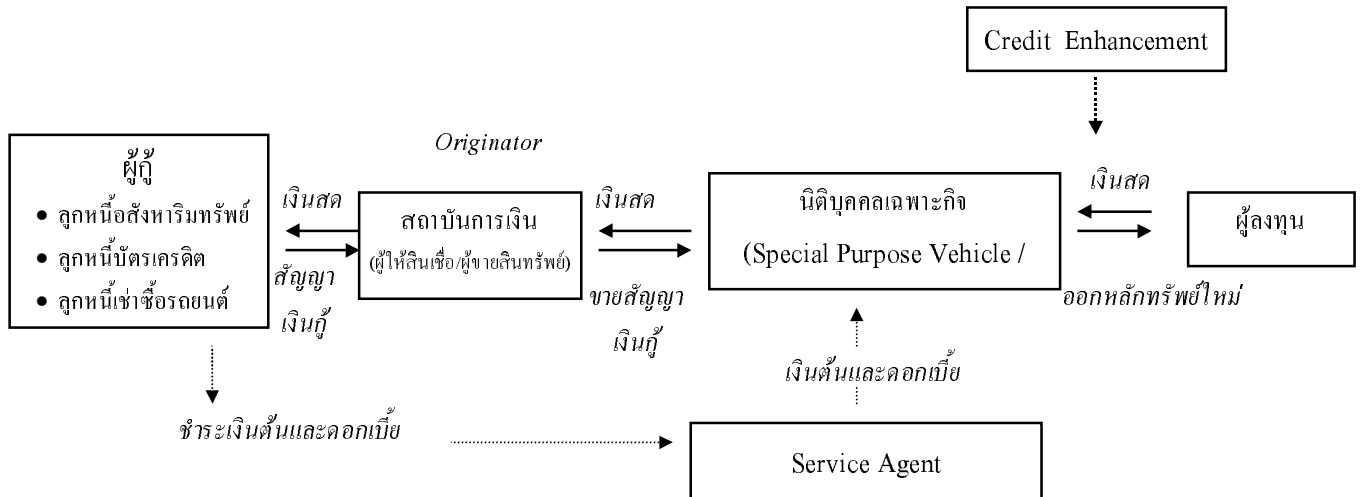 Credit Enhancement
Originator
ผู้กู้
• ลูกหนี้อสังหาริมทรัพย์
• ลูกหนี้บัตรเครดิต
• ลูกหนี้เช่าซื้อรถยนต์
เงินสด
สัญญา
เงินกู้
สถาบันการเงิน
(ผู้ให้สินเชื่อ/ผู้ขายสินทรัพย์)
เงินสด
ขายสัญญา
เงินกู้
นิติบุคคลเฉพาะกิจ
(Special Purpose Vehicle /
เงินสด
ออกหลักทรัพย์ใหม่
ผู้ลงทุน
เงินต้นและดอกเบี้ย
ชำระเงินต้นและดอกเบี้ย
Service Agent